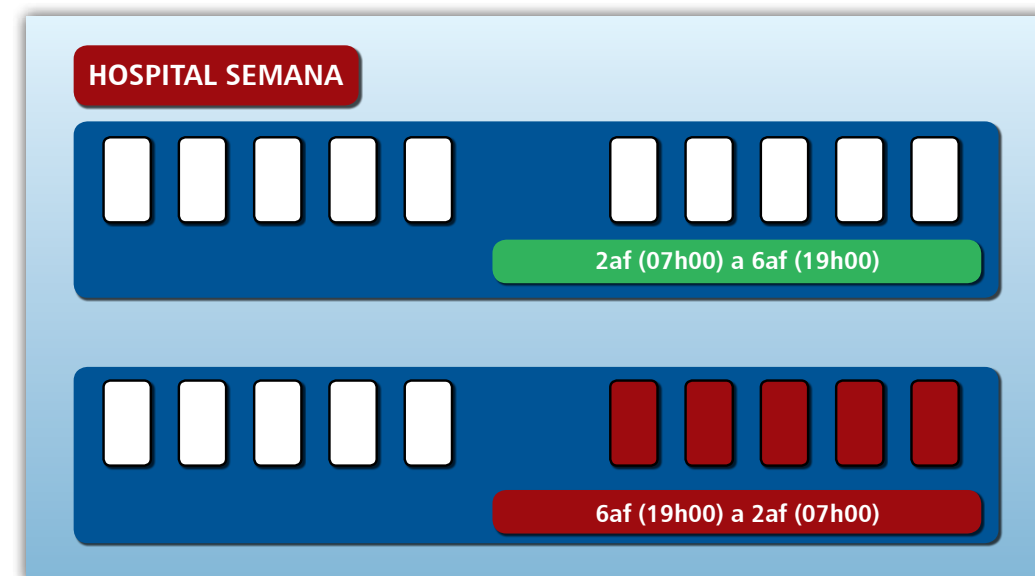 HOSPITAL SEMANA
2af (07h00) a 6af (19h00)
6af (19h00) a 2af (07h00)